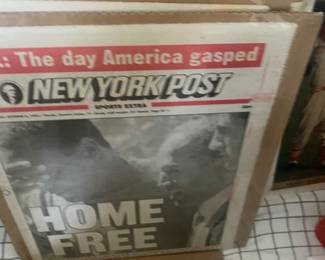 : The day America gasped
NEW YORK POST
SPORTS EXTRA
HOME
FREE